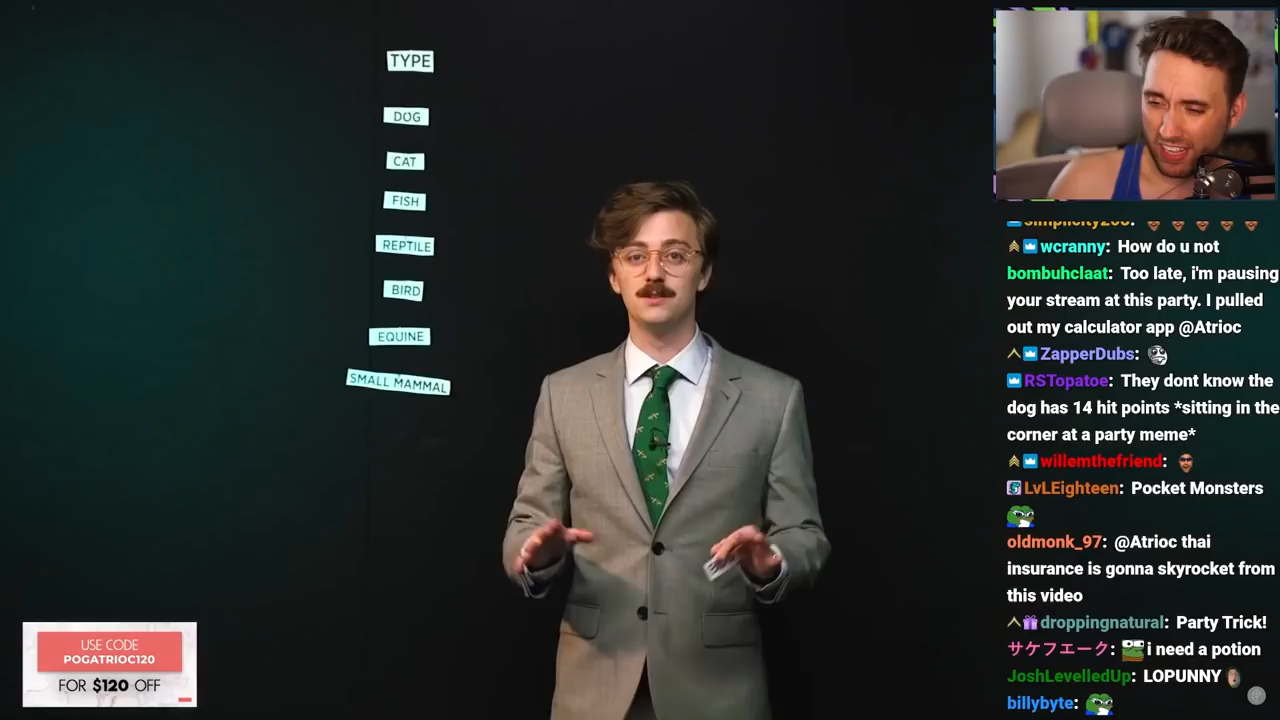 TYPE
DOG
CAT
FISH
REPTILE
BIRD
EQUINE
SMALL MAMMAL
USE CODE
POGATRIOC120
FOR $120 OFF
wcranny: How do u not
bombuhclaat: Too late, i'm pausing
your stream at this party. I pulled
out my calculator app @Atrioc
ZapperDubs:
RSTopatoe: They dont know the
dog has 14 hit points *sitting in the
corner at a party meme*
willemthefriend:
LvLEighteen: Pocket Monsters
oldmonk_97: @Atrioc thai
insurance is gonna skyrocket from
this video
droppingnatural: Party Trick!
サケフエーク: i need a potion
JoshLevelledUp: LOPUNNY
billybyte: